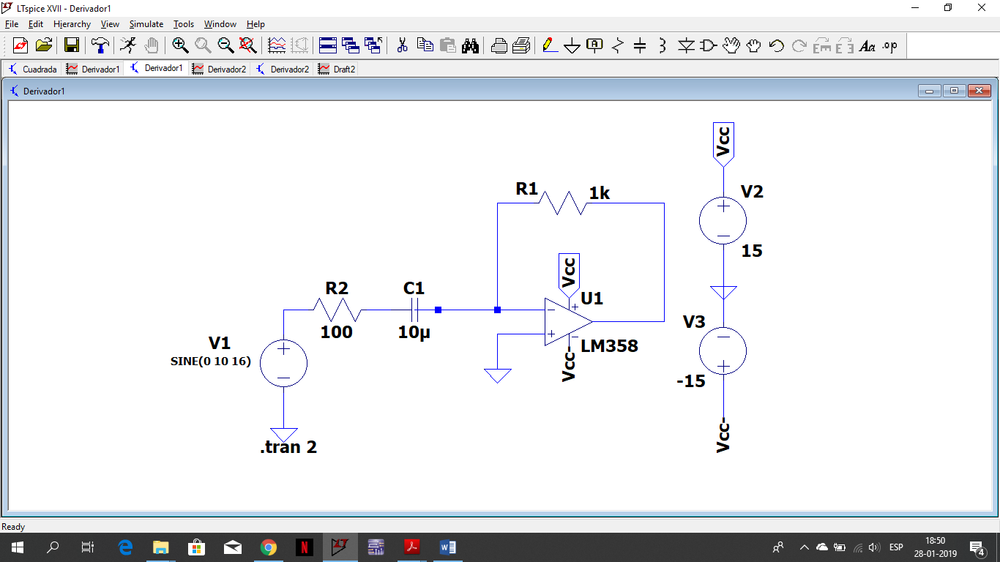 LTspice XVII - Derivador1
File Edit Hierarchy View Simulate Tools Window Help
Aa .op
Cuadrada Derivador1 Derivador1 Derivador2 Derivador2 Draft2
Derivador1
Vcc
R1 1k
V2
15
Vcc
R2
100
C1
10µ
U1
LM358
Vcc-
V1
SINE(0 10 16)
V3
-15
Vcc-
.tran 2
Ready
ESP
18:50
28-01-2019
4